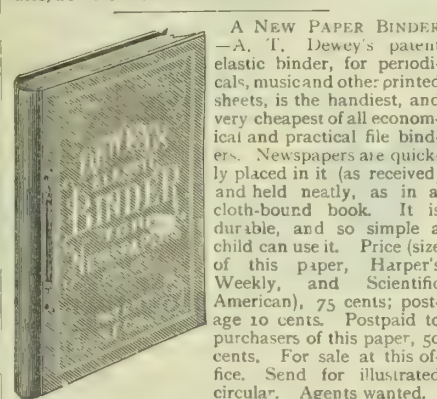 A NEW PAPER BINDER
—A. T. Dewey's patent
elastic binder, for periodi-
cals, music and other printed
sheets, is the handiest, and
very cheapest of all econom-
ical and practical file bind-
ers. Newspapers are quick-
ly placed in it (as received)
and held neatly, as in a
cloth-bound book. It is
durable, and so simple a
child can use it. Price (size
of this paper, Harper's
Weekly, and Scientific
American), 75 cents; post-
age 10 cents. Postpaid to
purchasers of this paper, 50
cents. For sale at this of-
fice. Send for illustrated
circular. Agents wanted.
DEWEY'S
BINDER